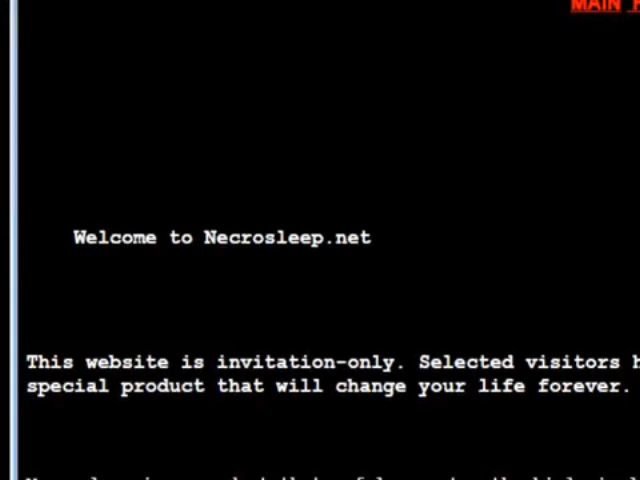 MAIN
Welcome to Necrosleep.net
This website is invitation-only. Selected visitors
special product that will change your life forever.